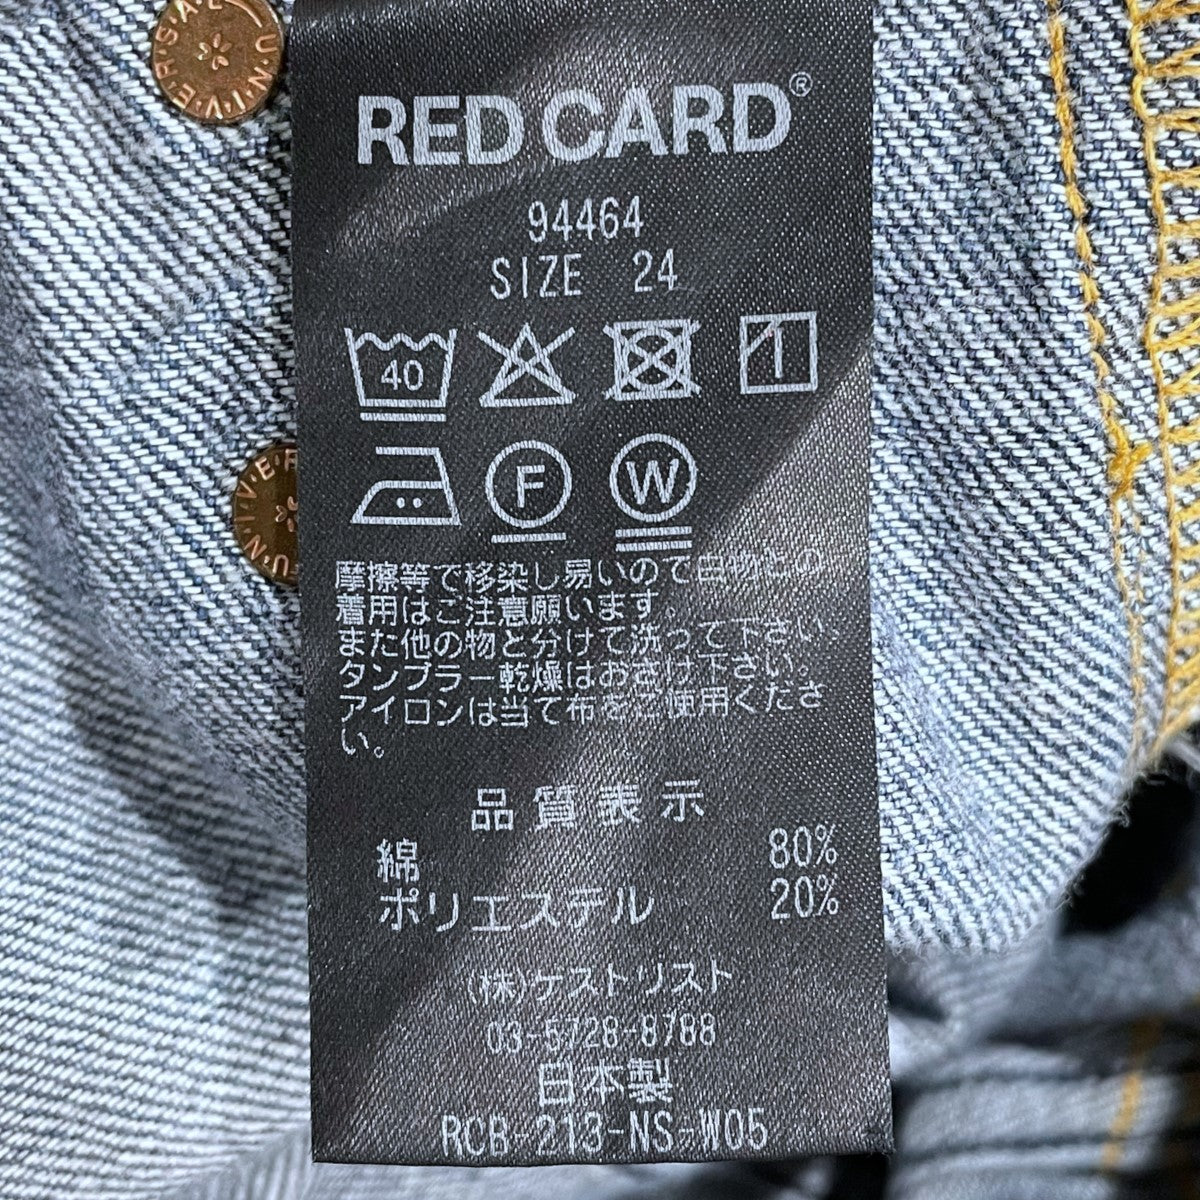 UNIVERSAL
RED CARD®
94464
SIZE 24
40
1
F
W
摩擦等で移染し易いので白物との
着用はご注意願います。
また他の物と分けて洗って下さい。
タンブラー乾燥はおさけ下さい。
アイロンは当て布をご使用くださ
い。
品質表示
綿 80%
ポリエステル 20%
(株)ゲストリスト
03-5728-8788
日本製
RCB-213-NS-W05
UNIVER